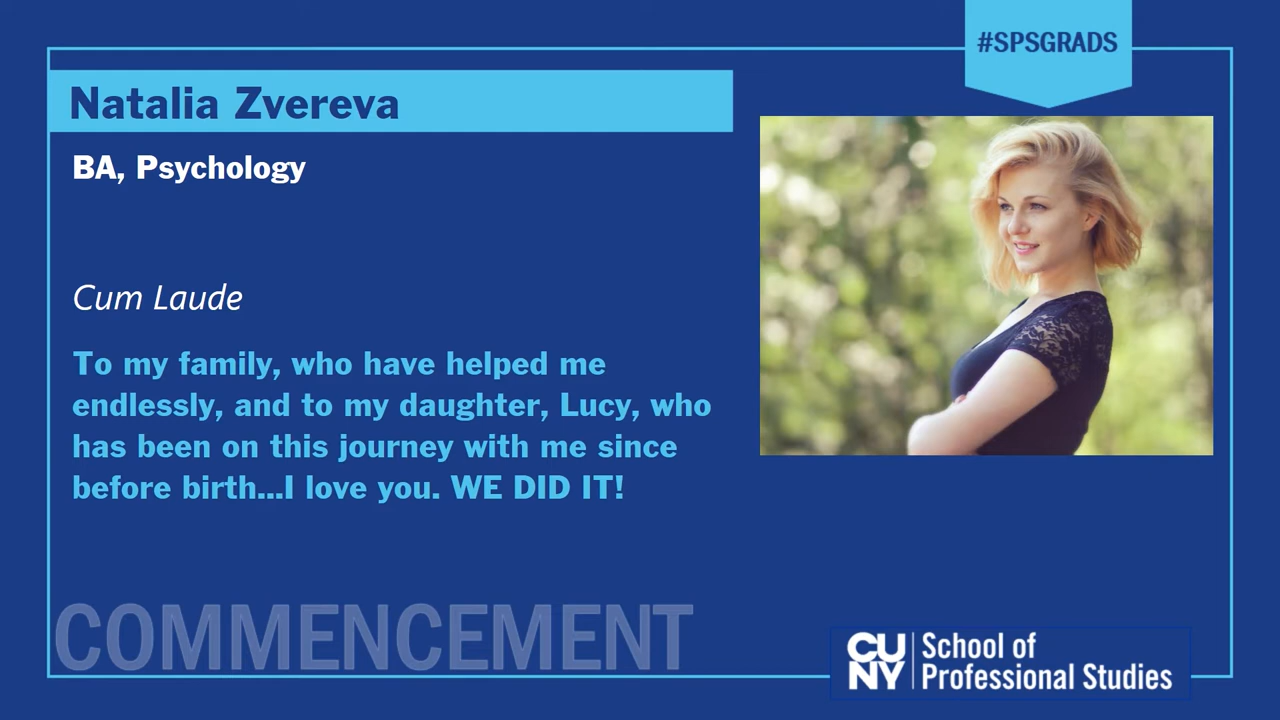 #SPSGRADS
Natalia Zvereva
BA, Psychology
Cum Laude
To my family, who have helped me
endlessly, and to my daughter, Lucy, who
has been on this journey with me since
before birth...I love you. WE DID IT!
COMMENCEMENT
CU
NY
School of
Professional Studies